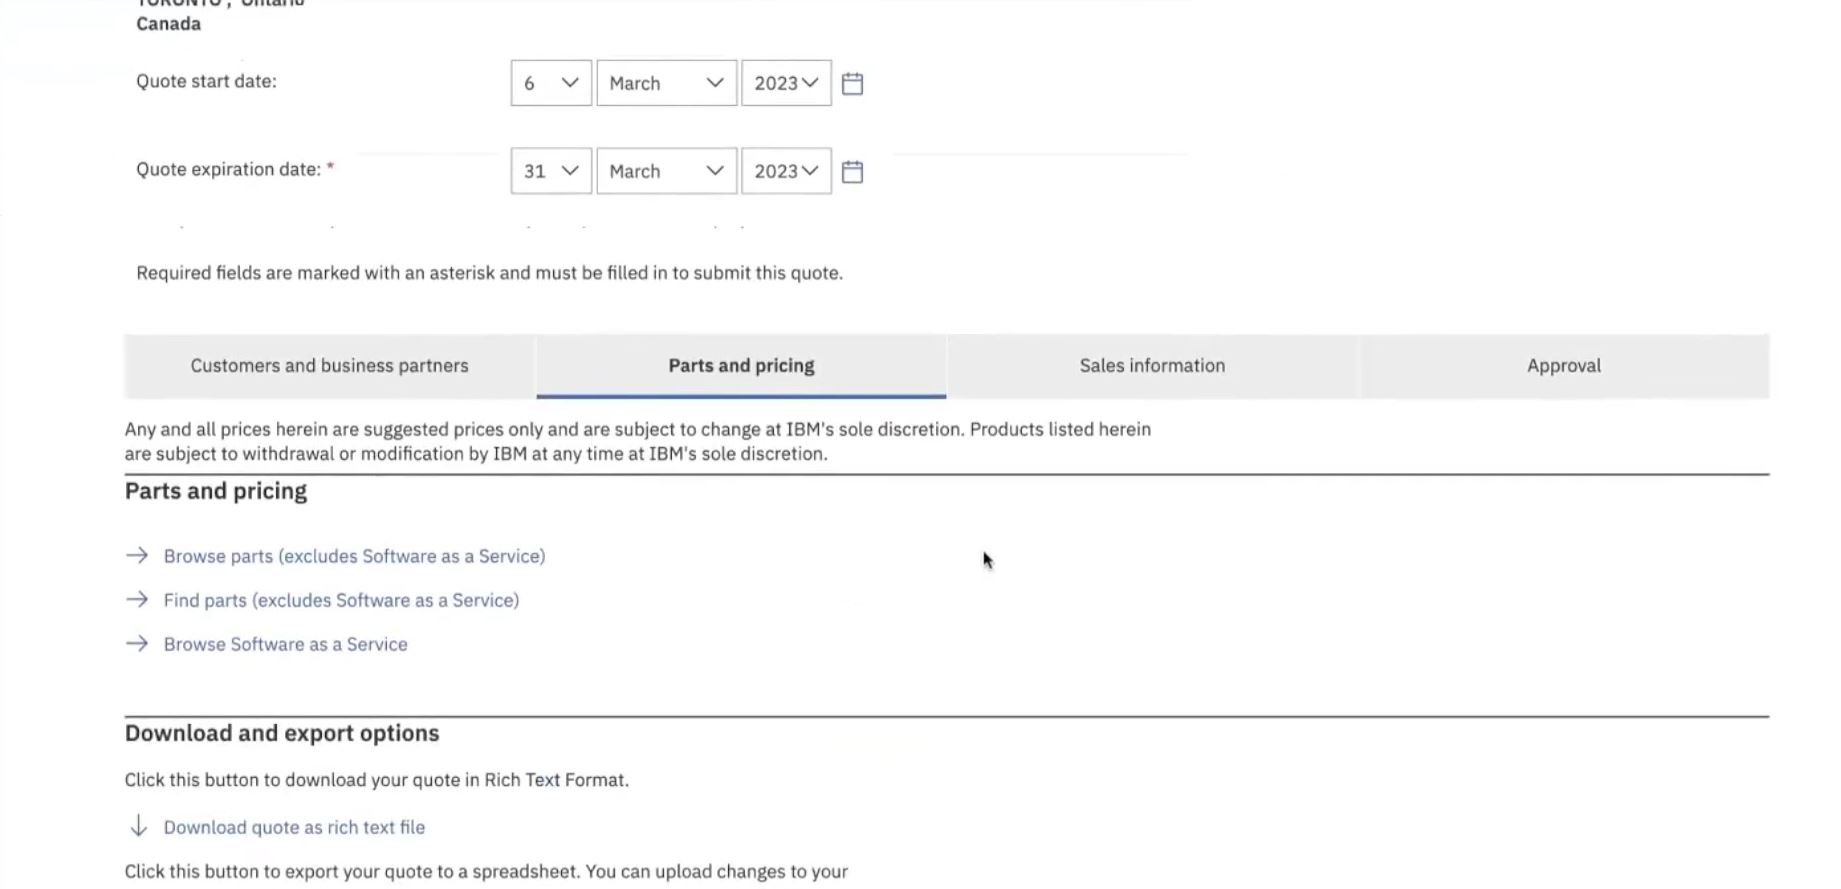 TORONTO , Ontario
Canada
Quote start date:
6 March 2023
Quote expiration date: *
31 March 2023
Required fields are marked with an asterisk and must be filled in to submit this quote.
Customers and business partners
Parts and pricing
Sales information
Approval
Any and all prices herein are suggested prices only and are subject to change at IBM's sole discretion. Products listed herein
are subject to withdrawal or modification by IBM at any time at IBM's sole discretion.
Parts and pricing
Browse parts (excludes Software as a Service)
Find parts (excludes Software as a Service)
Browse Software as a Service
Download and export options
Click this button to download your quote in Rich Text Format.
Download quote as rich text file
Click this button to export your quote to a spreadsheet. You can upload changes to your